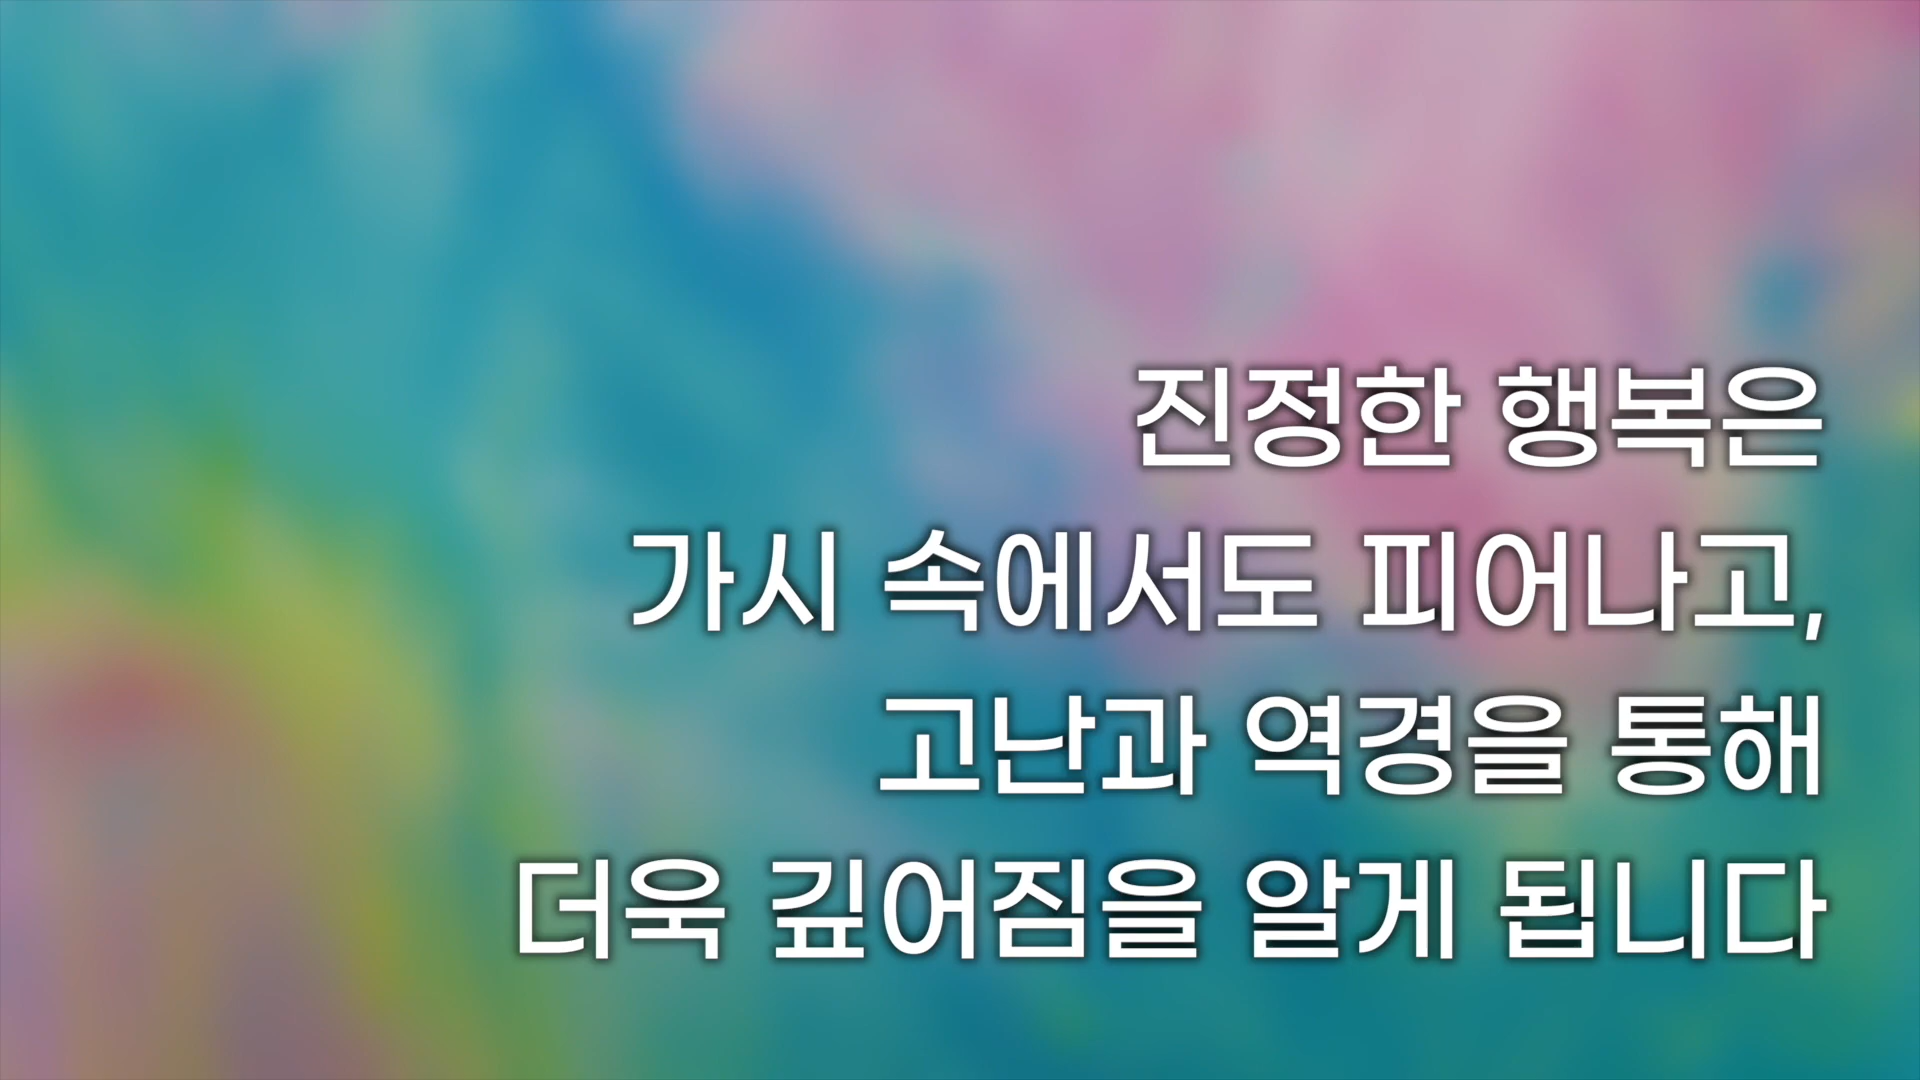 진정한 행복은
가시 속에서도 피어나고,
고난과 역경을 통해
더욱 깊어짐을 알게 됩니다